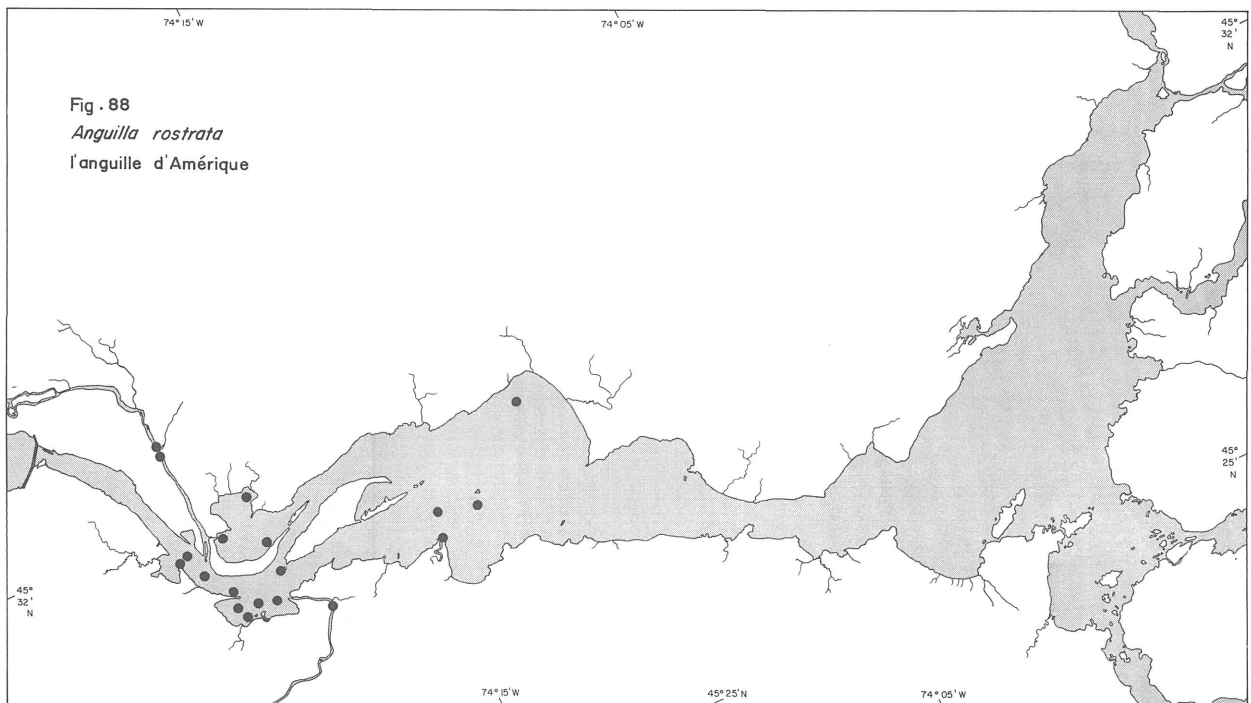 74° 15' W
74° 05' W
45°
32'
N
Fig. 88
Anguilla rostrata
l'anguille d'Amérique
45°
25'
N
45°
32'
N
74° 15' W
45° 25' N
74° 05' W